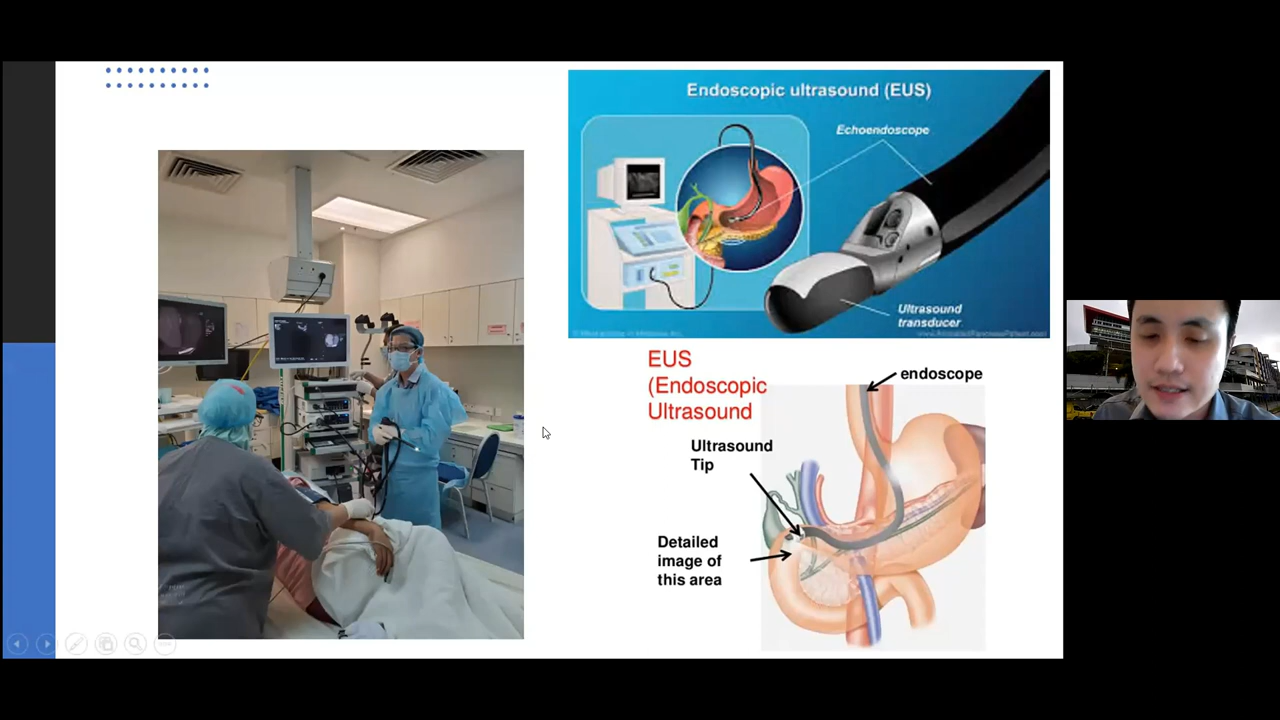 Endoscopic ultrasound (EUS)
Echoendoscope
Ultrasound
transducer
EUS
(Endoscopic
Ultrasound
endoscope
Ultrasound
Tip
Detailed
image of
this area